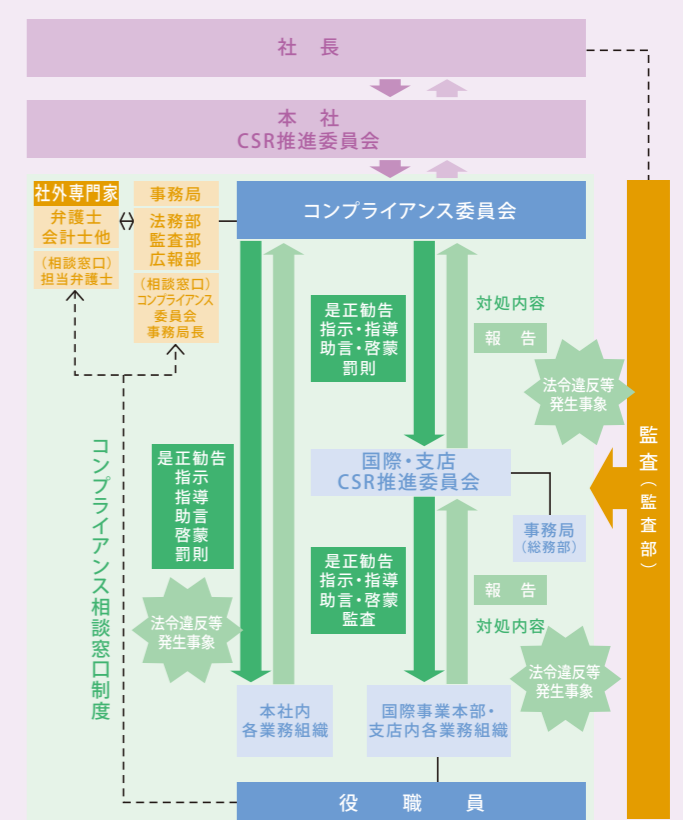 社 長
本 社
CSR推進委員会
社外専門家
弁護士
会計士他
(相談窓口)
担当弁護士
事務局
法務部
監査部
広報部
(相談窓口)
コンプライアンス
委員会
事務局長
コンプライアンス委員会
是正勧告
指示・指導
助言・啓蒙
罰則
対処内容
報 告
法令違反等
発生事象
監査(監査部)
コンプライアンス相談窓口制度
是正勧告
指示
指導
助言
啓蒙
罰則
国際・支店
CSR推進委員会
事務局
(総務部)
是正勧告
指示・指導
助言・啓蒙
監査
報 告
対処内容
法令違反等
発生事象
法令違反等
発生事象
本社内
各業務組織
国際事業本部・
支店内各業務組織
役 職 員